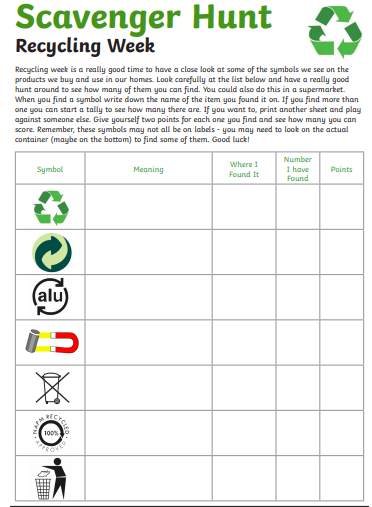 Scavenger Hunt
Recycling Week
Recycling week is a really good time to have a close look at some of the symbols we see on the
products we buy and use in our homes. Look carefully at the list below and have a really good
hunt around to see how many of them you can find. You could also do this in a supermarket.
When you find a symbol write down the name of the item you found it on. If you find more than
one you can start a tally to see how many there are. If you want to, print another sheet and play
against someone else. Give yourself two points for each one you find and see how many you can
score. Remember, these symbols may not all be on labels - you may need to look on the actual
container (maybe on the bottom) to find some of them. Good luck!
Symbol Meaning Where I Found It Number I have Found Points
alu
NAPM RECYCLED
100%
APPROVED